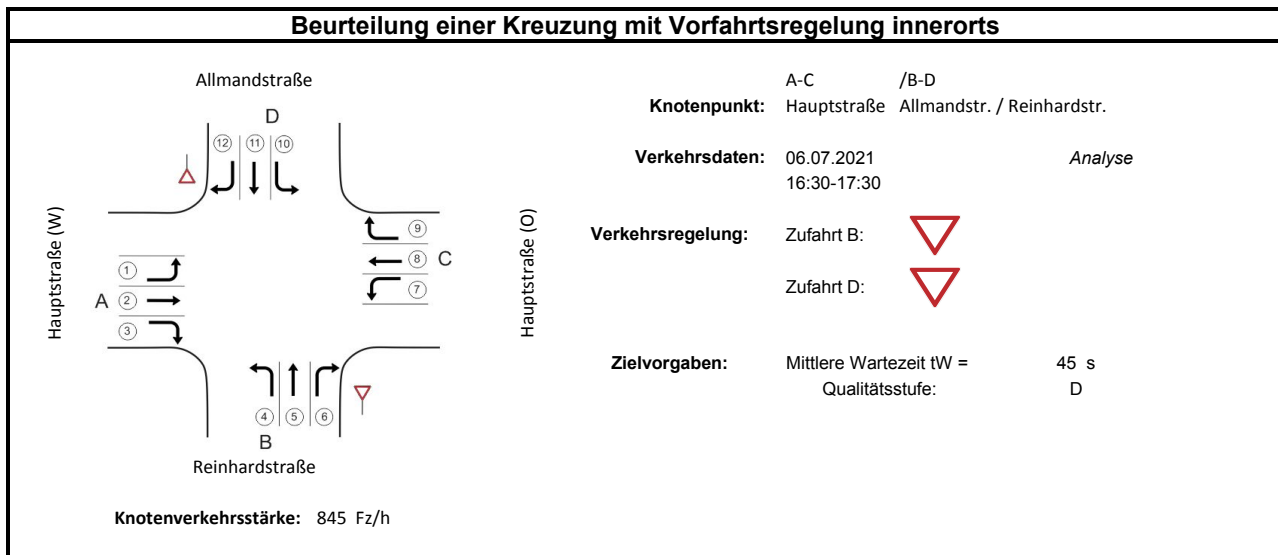 Beurteilung einer Kreuzung mit Vorfahrtsregelung innerorts
Allmandstraße
D
12 11 10
Hauptstraße (W)
A
1
2
3
9
8 C
7
Hauptstraße (O)
4 5 6
B
Reinhardstraße
Knotenverkehrsstärke: 845 Fz/h
A-C /B-D
Knotenpunkt: Hauptstraße Allmandstr. / Reinhardstr.
Verkehrsdaten: 06.07.2021 Analyse
16:30-17:30
Verkehrsregelung: Zufahrt B:
Zufahrt D:
Zielvorgaben: Mittlere Wartezeit tW = 45 s
Qualitätsstufe: D